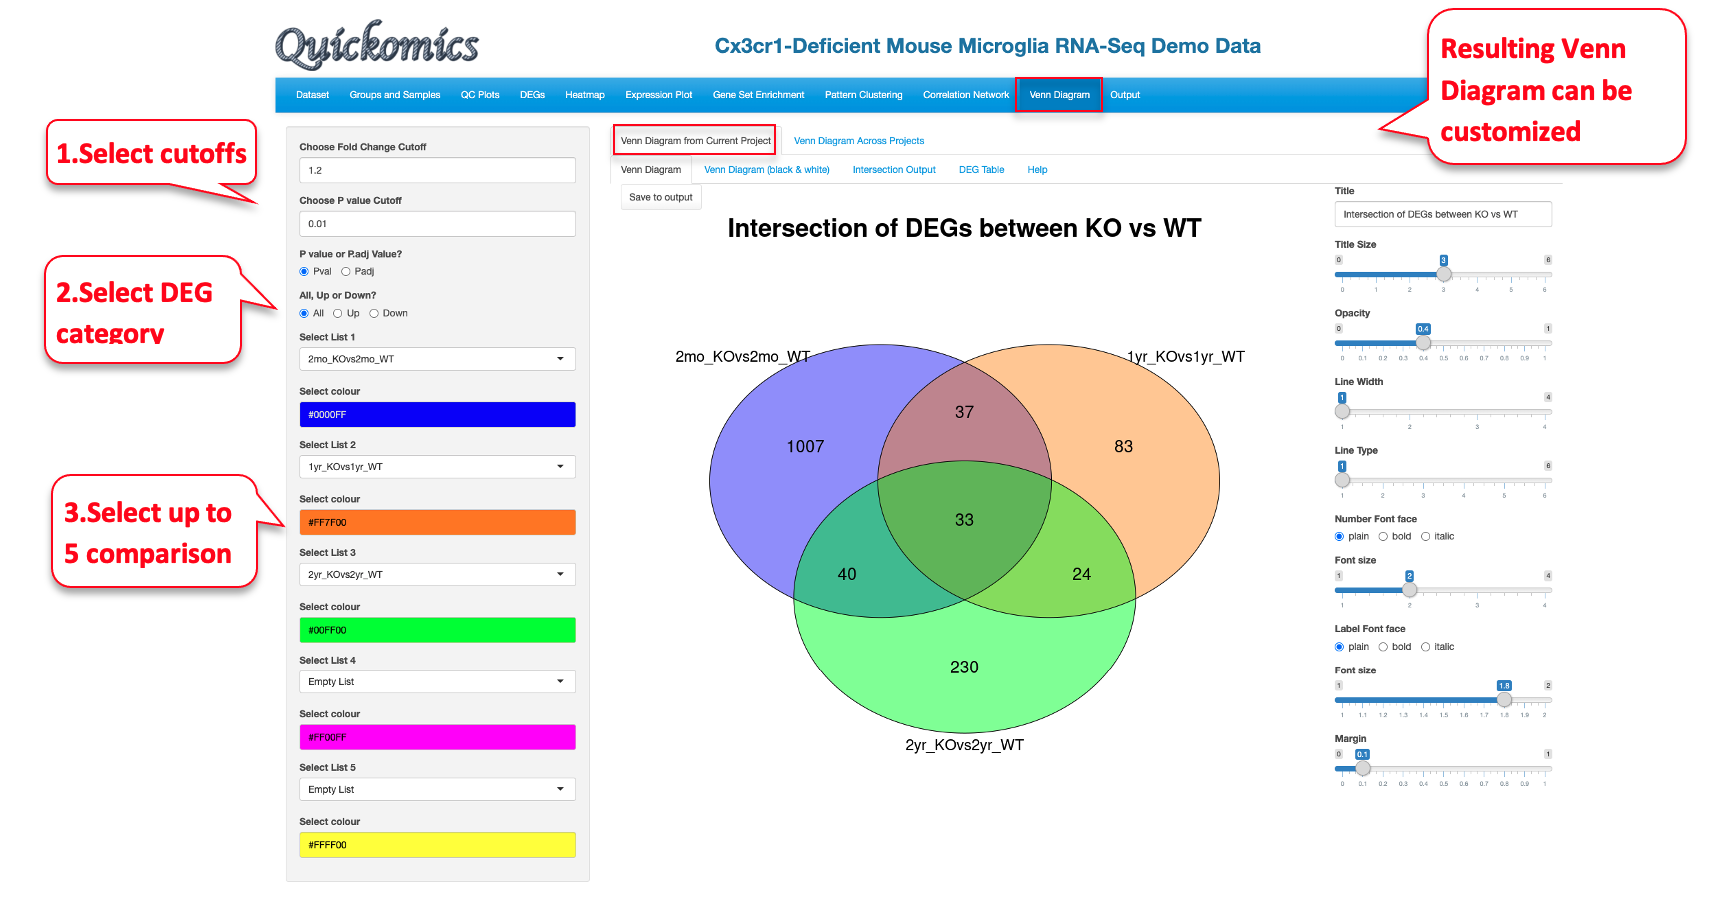 Quickomics
Cx3cr1-Deficient Mouse Microglia RNA-Seq Demo Data
Dataset Groups and Samples QC Plots DEGs Heatmap Expression Plot Gene Set Enrichment Pattern Clustering Correlation Network Venn Diagram Output
Resulting Venn
Diagram can be
customized
1.Select cutoffs
2.Select DEG
category
3.Select up to
5 comparison
Choose Fold Change Cutoff
1.2
Choose P value Cutoff
0.01
P value or P.adj Value?
Pval Padj
All, Up or Down?
All Up Down
Select List 1
2mo_KOvs2mo_WT
Select colour
#0000FF
Select List 2
1yr_KOvs1yr_WT
Select colour
#FF7F00
Select List 3
2yr_KOvs2yr_WT
Select colour
#00FF00
Select List 4
Empty List
Select colour
#FF00FF
Select List 5
Empty List
Select colour
#FFFF00
Venn Diagram from Current Project Venn Diagram Across Projects
Venn Diagram Venn Diagram (black & white) Intersection Output DEG Table Help
Save to output
Intersection of DEGs between KO vs WT
2mo_KOvs2mo_WT 1yr_KOvs1yr_WT
37
1007 83
33
40 24
230
2yr_KOvs2yr_WT
Title
Intersection of DEGs between KO vs WT
Title Size
0 3 6
0 1 2 3 4 5 6
Opacity
0 0.4 1
0 0.1 0.2 0.3 0.4 0.5 0.6 0.7 0.8 0.9 1
Line Width
1 4
1 2 3 4
Line Type
1 6
1 2 3 4 5 6
Number Font face
plain bold italic
Font size
1 2 4
1 2 3 4
Label Font face
plain bold italic
Font size
1 1.8 2
1 1.1 1.2 1.3 1.4 1.5 1.6 1.7 1.8 1.9 2
Margin
0 0.1 1
0 0.1 0.2 0.3 0.4 0.5 0.6 0.7 0.8 0.9 1